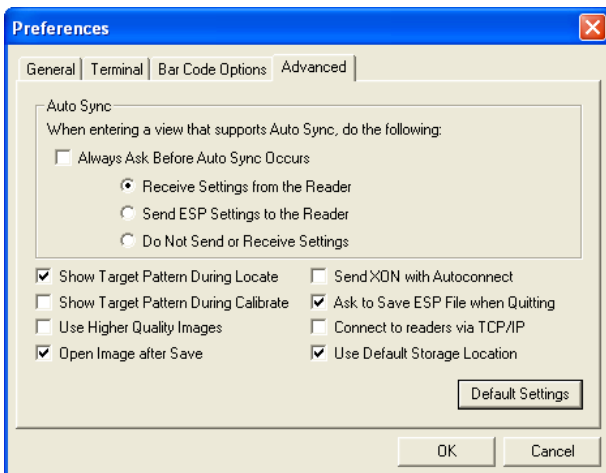 Preferences
General Terminal Bar Code Options Advanced
Auto Sync
When entering a view that supports Auto Sync, do the following:
Always Ask Before Auto Sync Occurs
Receive Settings from the Reader
Send ESP Settings to the Reader
Do Not Send or Receive Settings
Show Target Pattern During Locate Send XON with Autoconnect
Show Target Pattern During Calibrate Ask to Save ESP File when Quitting
Use Higher Quality Images Connect to readers via TCP/IP
Open Image after Save Use Default Storage Location
Default Settings
OK Cancel